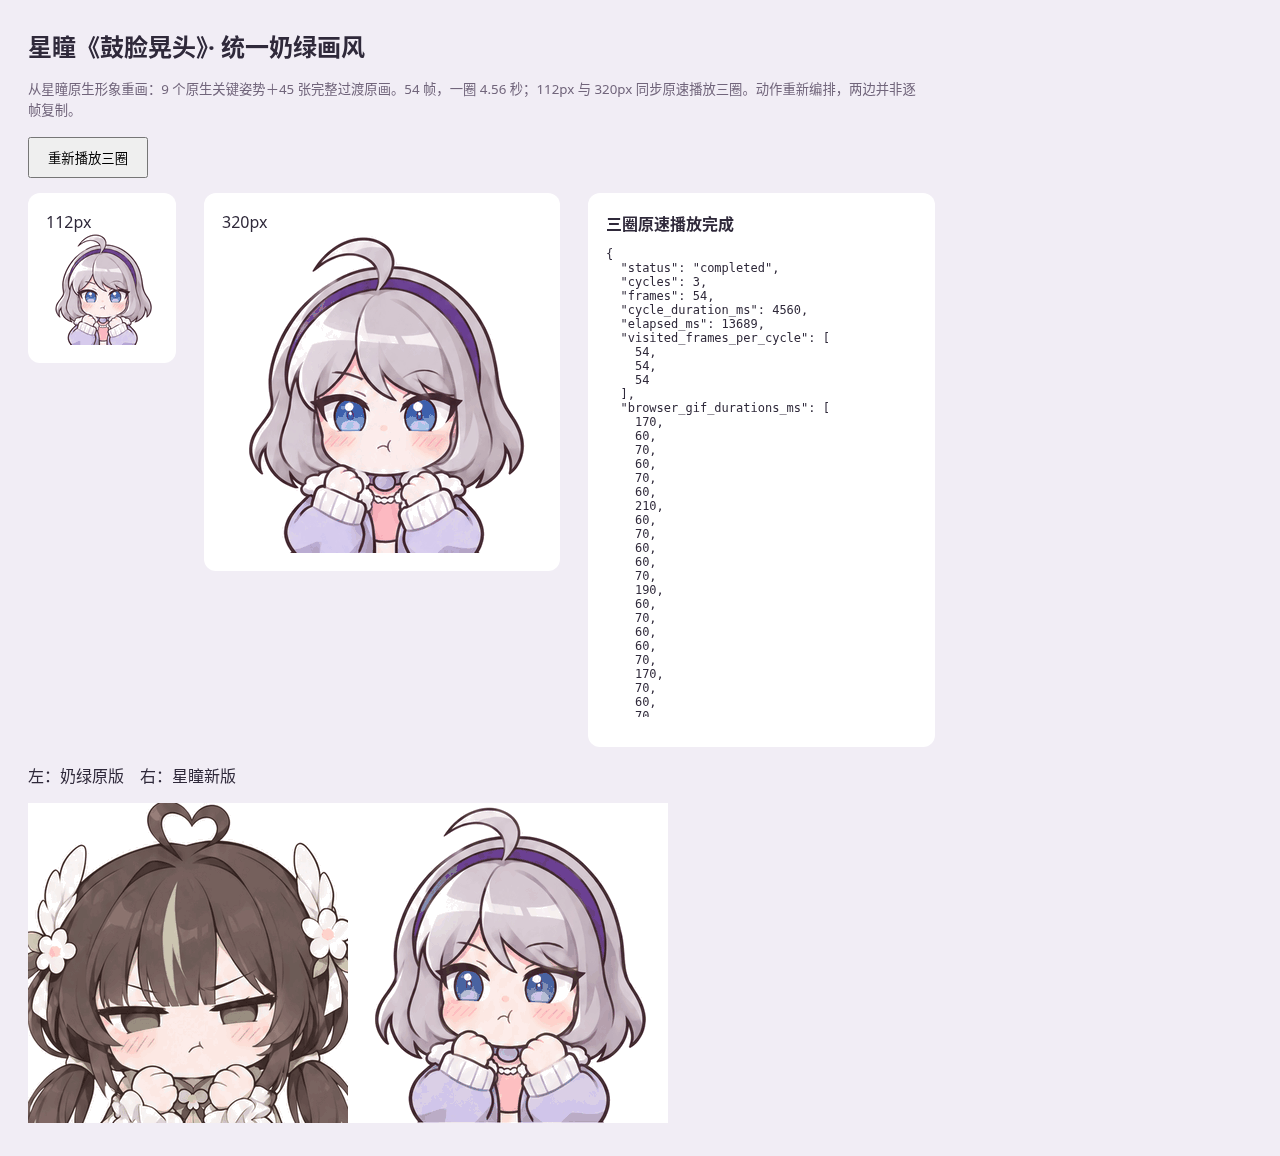 星瞳《鼓脸晃头》· 统一奶绿画风
从星瞳原生形象重画：9 个原生关键姿势＋45 张完整过渡原画。54 帧，一圈 4.56 秒；112px 与 320px 同步原速播放三圈。动作重新编排，两边并非逐
帧复制。
重新播放三圈
112px
320px
三圈原速播放完成
{
  "status": "completed",
  "cycles": 3,
  "frames": 54,
  "cycle_duration_ms": 4560,
  "elapsed_ms": 13689,
  "visited_frames_per_cycle": [
    54,
    54,
    54
  ],
  "browser_gif_durations_ms": [
    170,
    60,
    70,
    60,
    70,
    60,
    210,
    60,
    70,
    60,
    60,
    70,
    190,
    60,
    70,
    60,
    60,
    70,
    170,
    70,
    60,
    70
左：奶绿原版　右：星瞳新版